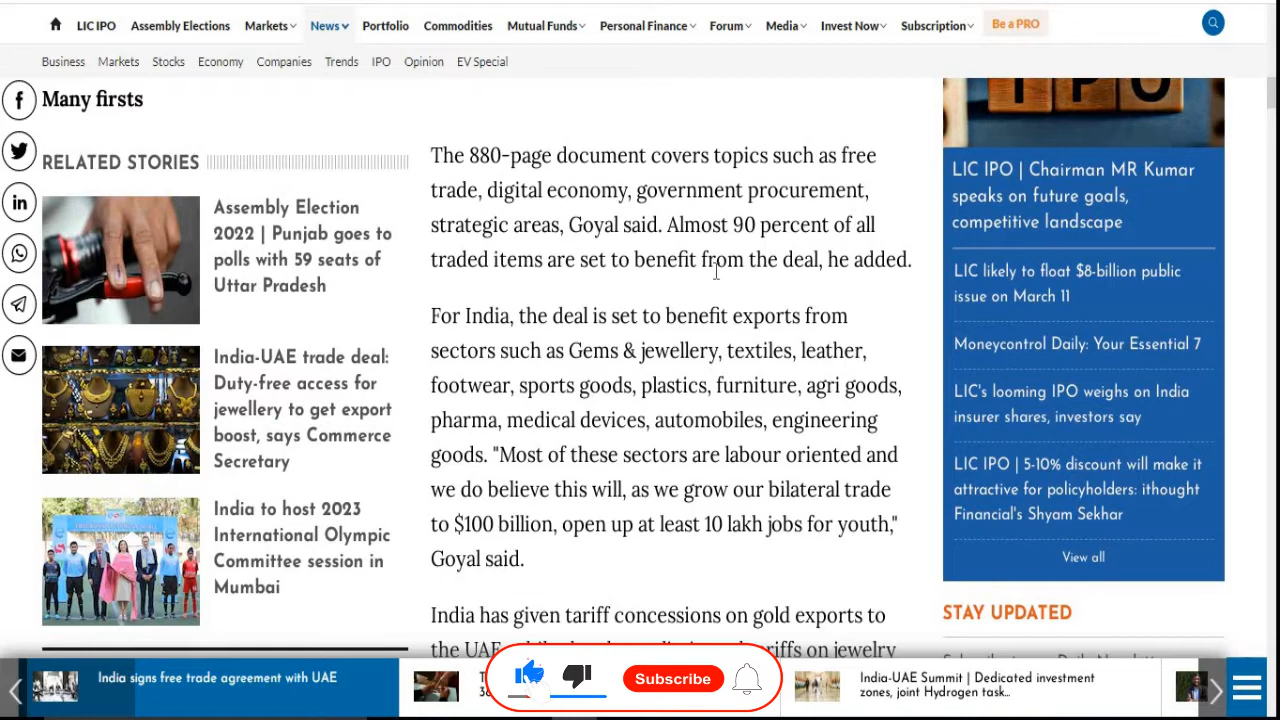 LIC IPO Assembly Elections Markets News Portfolio Commodities Mutual Funds Personal Finance Forum Media Invest Now Subscription Be a PRO
Business Markets Stocks Economy Companies Trends IPO Opinion EV Special
Many firsts
RELATED STORIES
Assembly Election
2022 | Punjab goes to
polls with 59 seats of
Uttar Pradesh
India-UAE trade deal:
Duty-free access for
jewellery to get export
boost, says Commerce
Secretary
India to host 2023
International Olympic
Committee session in
Mumbai
The 880-page document covers topics such as free
trade, digital economy, government procurement,
strategic areas, Goyal said. Almost 90 percent of all
traded items are set to benefit from the deal, he added.
For India, the deal is set to benefit exports from
sectors such as Gems & jewellery, textiles, leather,
footwear, sports goods, plastics, furniture, agri goods,
pharma, medical devices, automobiles, engineering
goods. "Most of these sectors are labour oriented and
we do believe this will, as we grow our bilateral trade
to $100 billion, open up at least 10 lakh jobs for youth,"
Goyal said.
India has given tariff concessions on gold exports to
the UAE on jewelry
IPO
LIC IPO | Chairman MR Kumar
speaks on future goals,
competitive landscape
LIC likely to float $8-billion public
issue on March 11
Moneycontrol Daily: Your Essential 7
LIC's looming IPO weighs on India
insurer shares, investors say
LIC IPO | 5-10% discount will make it
attractive for policyholders: ithought
Financial's Shyam Sekhar
View all
STAY UPDATED
India signs free trade agreement with UAE
Subscribe
India-UAE Summit | Dedicated investment
zones, joint Hydrogen task...